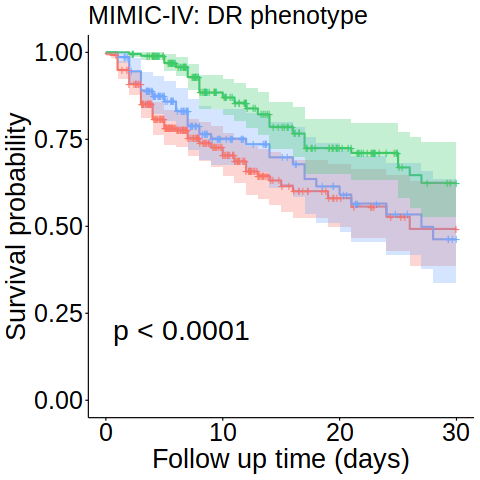 MIMIC-IV: DR phenotype
Survival probability
1.00
0.75
0.50
0.25
0.00
p < 0.0001
0 10 20 30
Follow up time (days)